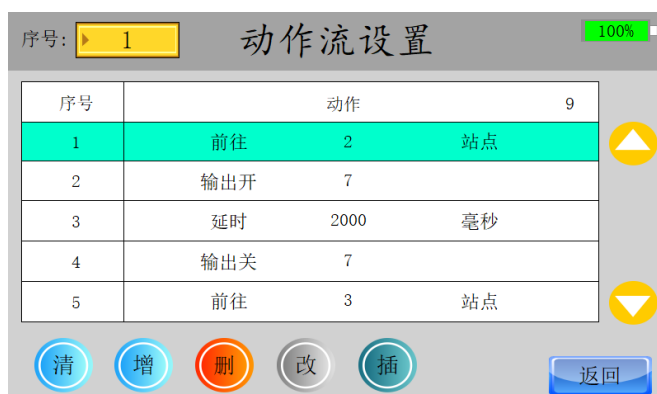 序号: 1 动作流设置 100%
序号 动作 9
1 前往 2 站点
2 输出开 7
3 延时 2000 毫秒
4 输出关 7
5 前往 3 站点
清 增 删 改 插 返回